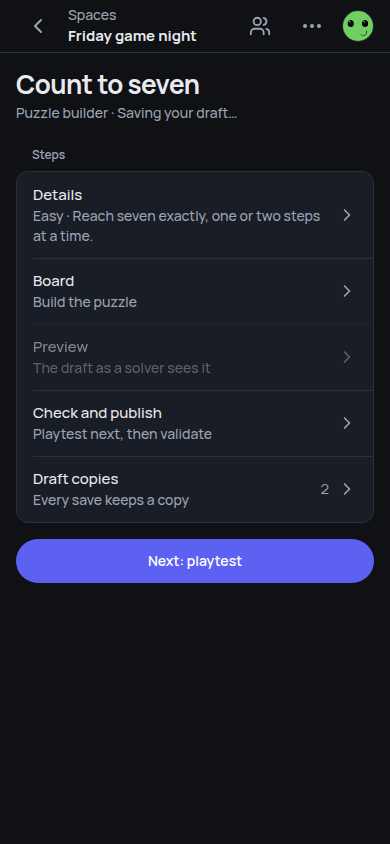 Spaces
Friday game night
Count to seven
Puzzle builder · Saving your draft…
Steps
Details
Easy · Reach seven exactly, one or two steps
at a time.
Board
Build the puzzle
Preview
The draft as a solver sees it
Check and publish
Playtest next, then validate
Draft copies
Every save keeps a copy
2
Next: playtest